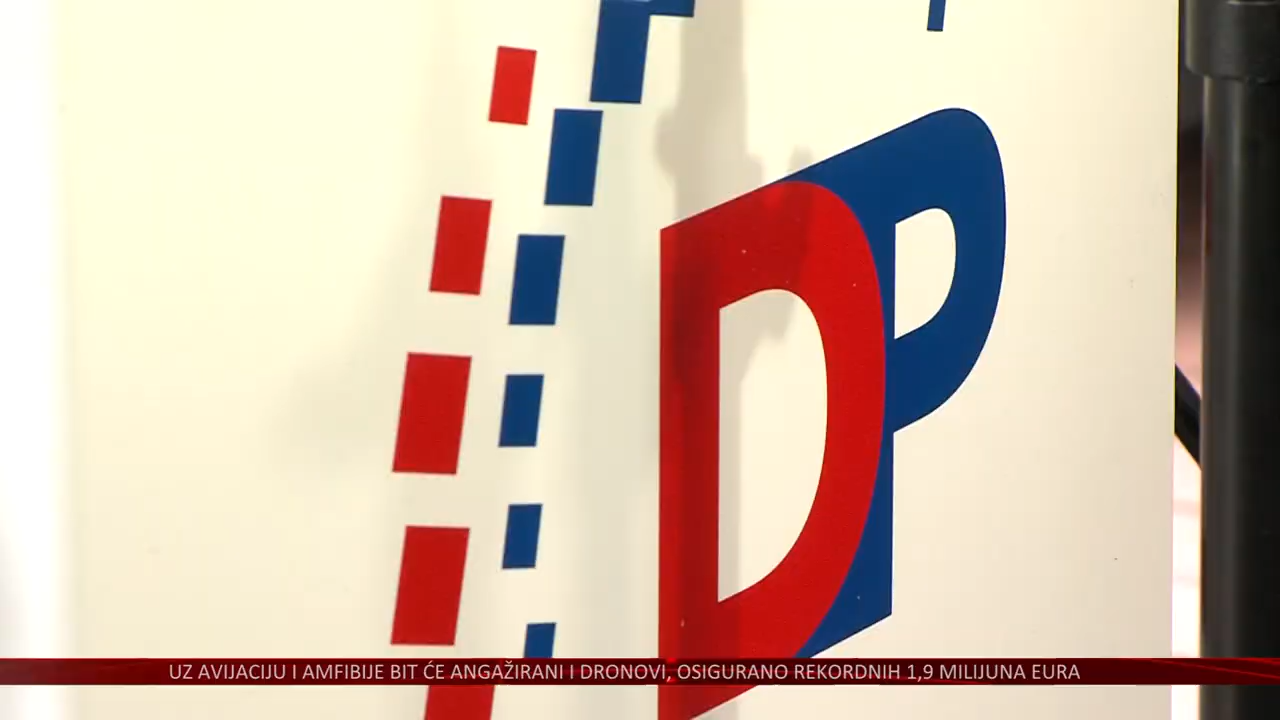 DP
UZ AVIJACIJU I AMFIBIJE BIT ĆE ANGAŽIRANI I DRONOVI, OSIGURANO REKORDNIH 1,9 MILIJUNA EURA